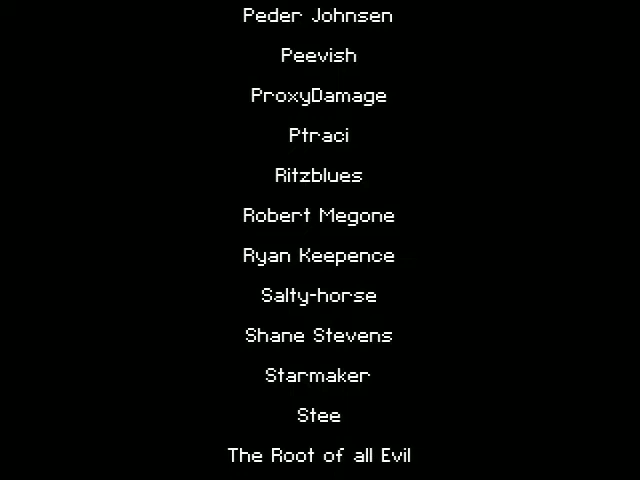 Peder Johnsen
Peevish
ProxyDamage
Ptraci
Ritzblues
Robert Megone
Ryan Keepence
Salty-horse
Shane Stevens
Starmaker
Stee
The Root of all Evil